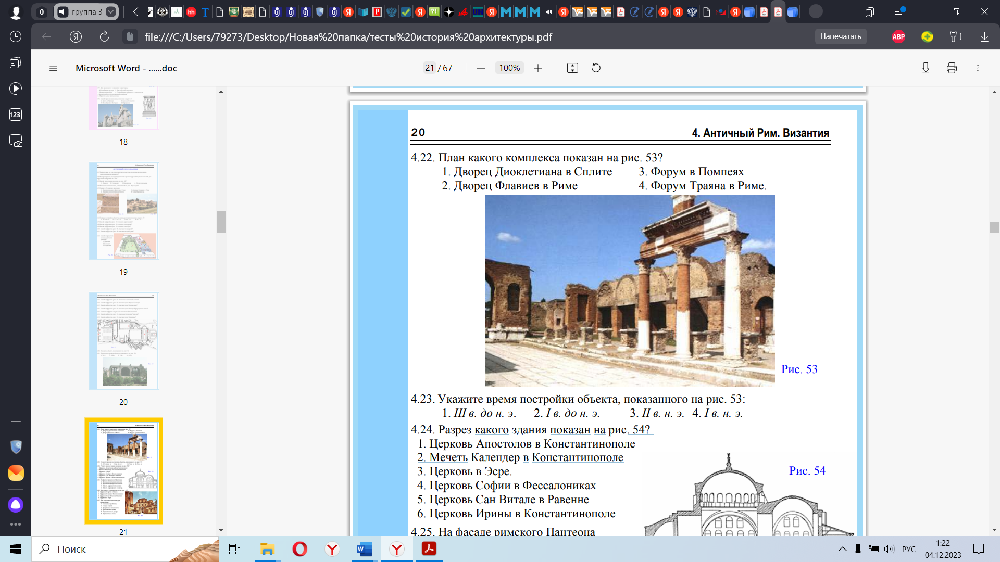 0
группа 3
file:///C:/Users/79273/Desktop/Новая%20папка/тесты%20история%20архитектуры.pdf
Напечатать
ABP
Microsoft Word - ......doc
21 / 67
100%
123
18
19
20
21
20
4. Античный Рим. Византия
4.22. План какого комплекса показан на рис. 53?
1. Дворец Диоклетиана в Сплите 3. Форум в Помпеях
2. Дворец Флавиев в Риме 4. Форум Траяна в Риме.
Рис. 53
4.23. Укажите время постройки объекта, показанного на рис. 53:
1. III в. до н. э. 2. I в. до н. э. 3. II в. н. э. 4. I в. н. э.
4.24. Разрез какого здания показан на рис. 54?
1. Церковь Апостолов в Константинополе
2. Мечеть Календер в Константинополе
3. Церковь в Эсре.
4. Церковь Софии в Фессалониках
5. Церковь Сан Витале в Равенне
6. Церковь Ирины в Константинополе
Рис. 54
4.25. На фасаде римского Пантеона
Поиск
РУС
1:22
04.12.2023